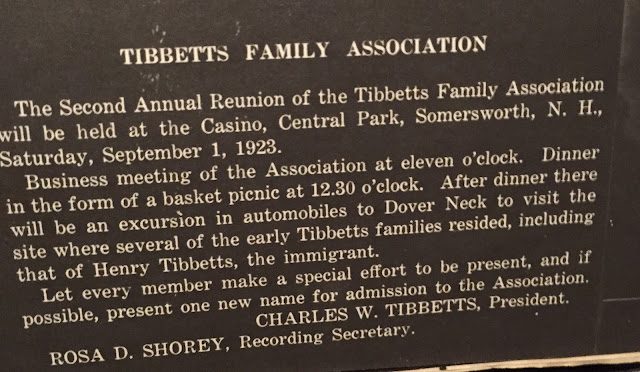 TIBBETTS FAMILY ASSOCIATION
The Second Annual Reunion of the Tibbetts Family Association
will be held at the Casino, Central Park, Somersworth, N. H.,
Saturday, September 1, 1923.
Business meeting of the Association at eleven o'clock. Dinner
in the form of a basket picnic at 12.30 o'clock. After dinner there
will be an excursion in automobiles to Dover Neck to visit the
site where several of the early Tibbetts families resided, including
that of Henry Tibbetts, the immigrant.
Let every member make a special effort to be present, and if
possible, present one new name for admission to the Association.
CHARLES W. TIBBETTS, President.
ROSA D. SHOREY, Recording Secretary.